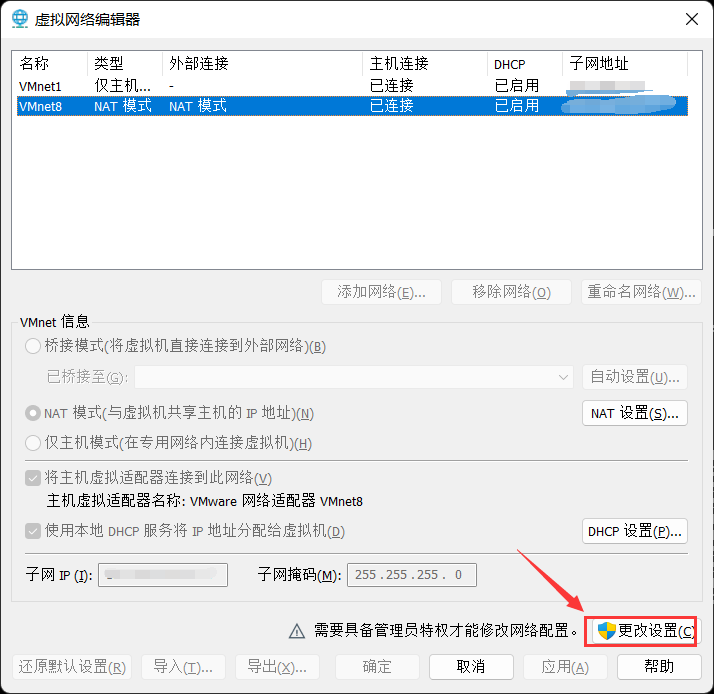 虚拟网络编辑器
名称 类型 外部连接 主机连接 DHCP 子网地址
VMnet1 仅主机... - 已连接 已启用
VMnet8 NAT 模式 NAT 模式 已连接 已启用
添加网络(E)... 移除网络(O) 重命名网络(W)...
VMnet 信息
桥接模式(将虚拟机直接连接到外部网络)(B)
已桥接至(G): 自动设置(U)...
NAT 模式(与虚拟机共享主机的 IP 地址)(N) NAT 设置(S)...
仅主机模式(在专用网络内连接虚拟机)(H)
将主机虚拟适配器连接到此网络(V)
主机虚拟适配器名称: VMware 网络适配器 VMnet8
使用本地 DHCP 服务将 IP 地址分配给虚拟机(D) DHCP 设置(P)...
子网 IP (I): 子网掩码(M): 255 . 255 . 255 . 0
需要具备管理员特权才能修改网络配置。 更改设置(C)
还原默认设置(R) 导入(T)... 导出(X)... 确定 取消 应用(A) 帮助